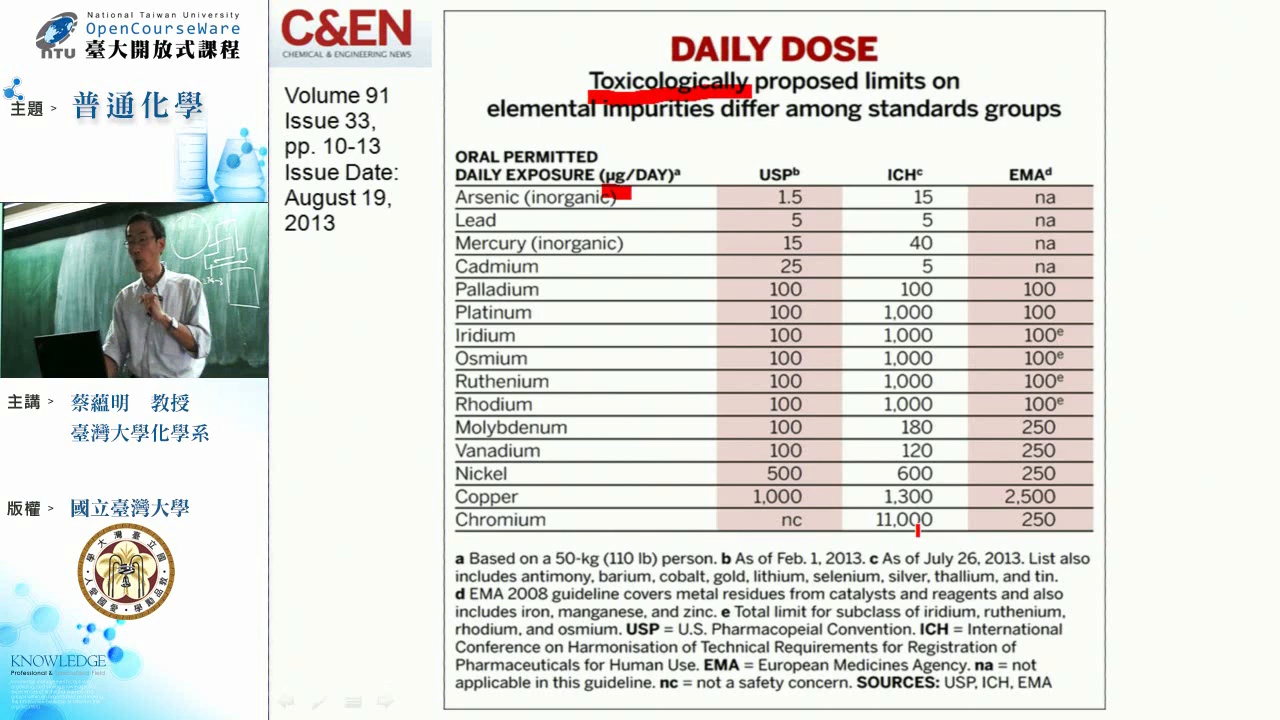 National Taiwan University
OpenCourseWare
NTU 臺大開放式課程
主題 > 普通化學
主講 > 蔡蘊明 教授
臺灣大學化學系
版權 > 國立臺灣大學
KNOWLEDGE
C&EN
CHEMICAL & ENGINEERING NEWS
Volume 91
Issue 33,
pp. 10-13
Issue Date:
August 19,
2013
DAILY DOSE
Toxicologically proposed limits on
elemental impurities differ among standards groups
ORAL PERMITTED
DAILY EXPOSURE (µg/DAY)a USPb ICHc EMAd
Arsenic (inorganic) 1.5 15 na
Lead 5 5 na
Mercury (inorganic) 15 40 na
Cadmium 25 5 na
Palladium 100 100 100
Platinum 100 1,000 100
Iridium 100 1,000 100e
Osmium 100 1,000 100e
Ruthenium 100 1,000 100e
Rhodium 100 1,000 100e
Molybdenum 100 180 250
Vanadium 100 120 250
Nickel 500 600 250
Copper 1,000 1,300 2,500
Chromium nc 11,000 250
a Based on a 50-kg (110 lb) person. b As of Feb. 1, 2013. c As of July 26, 2013. List also
includes antimony, barium, cobalt, gold, lithium, selenium, silver, thallium, and tin.
d EMA 2008 guideline covers metal residues from catalysts and reagents and also
includes iron, manganese, and zinc. e Total limit for subclass of iridium, ruthenium,
rhodium, and osmium. USP = U.S. Pharmacopeial Convention. ICH = International
Conference on Harmonisation of Technical Requirements for Registration of
Pharmaceuticals for Human Use. EMA = European Medicines Agency. na = not
applicable in this guideline. nc = not a safety concern. SOURCES: USP, ICH, EMA